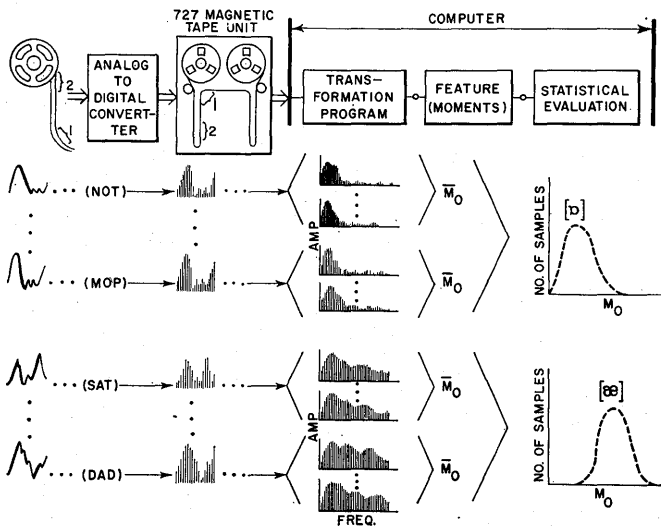 727 MAGNETIC
TAPE UNIT
COMPUTER
ANALOG
TO
DIGITAL
CONVERT-
ER
2
1
1
2
TRANS-
FORMATION
PROGRAM
FEATURE
(MOMENTS)
STATISTICAL
EVALUATION
(NOT)
M̅O
(MOP)
M̅O
AMP
NO. OF SAMPLES
[ɒ]
MO
(SAT)
M̅O
(DAD)
M̅O
AMP
FREQ.
NO. OF SAMPLES
[æ]
MO